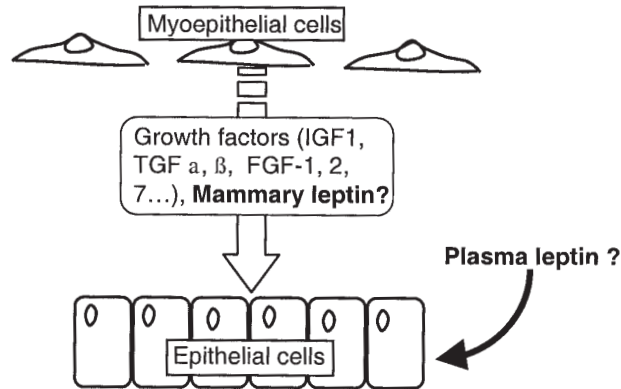 Myoepithelial cells
Growth factors (IGF1,
TGF a, ß, FGF-1, 2,
7...), Mammary leptin?
Plasma leptin ?
Epithelial cells